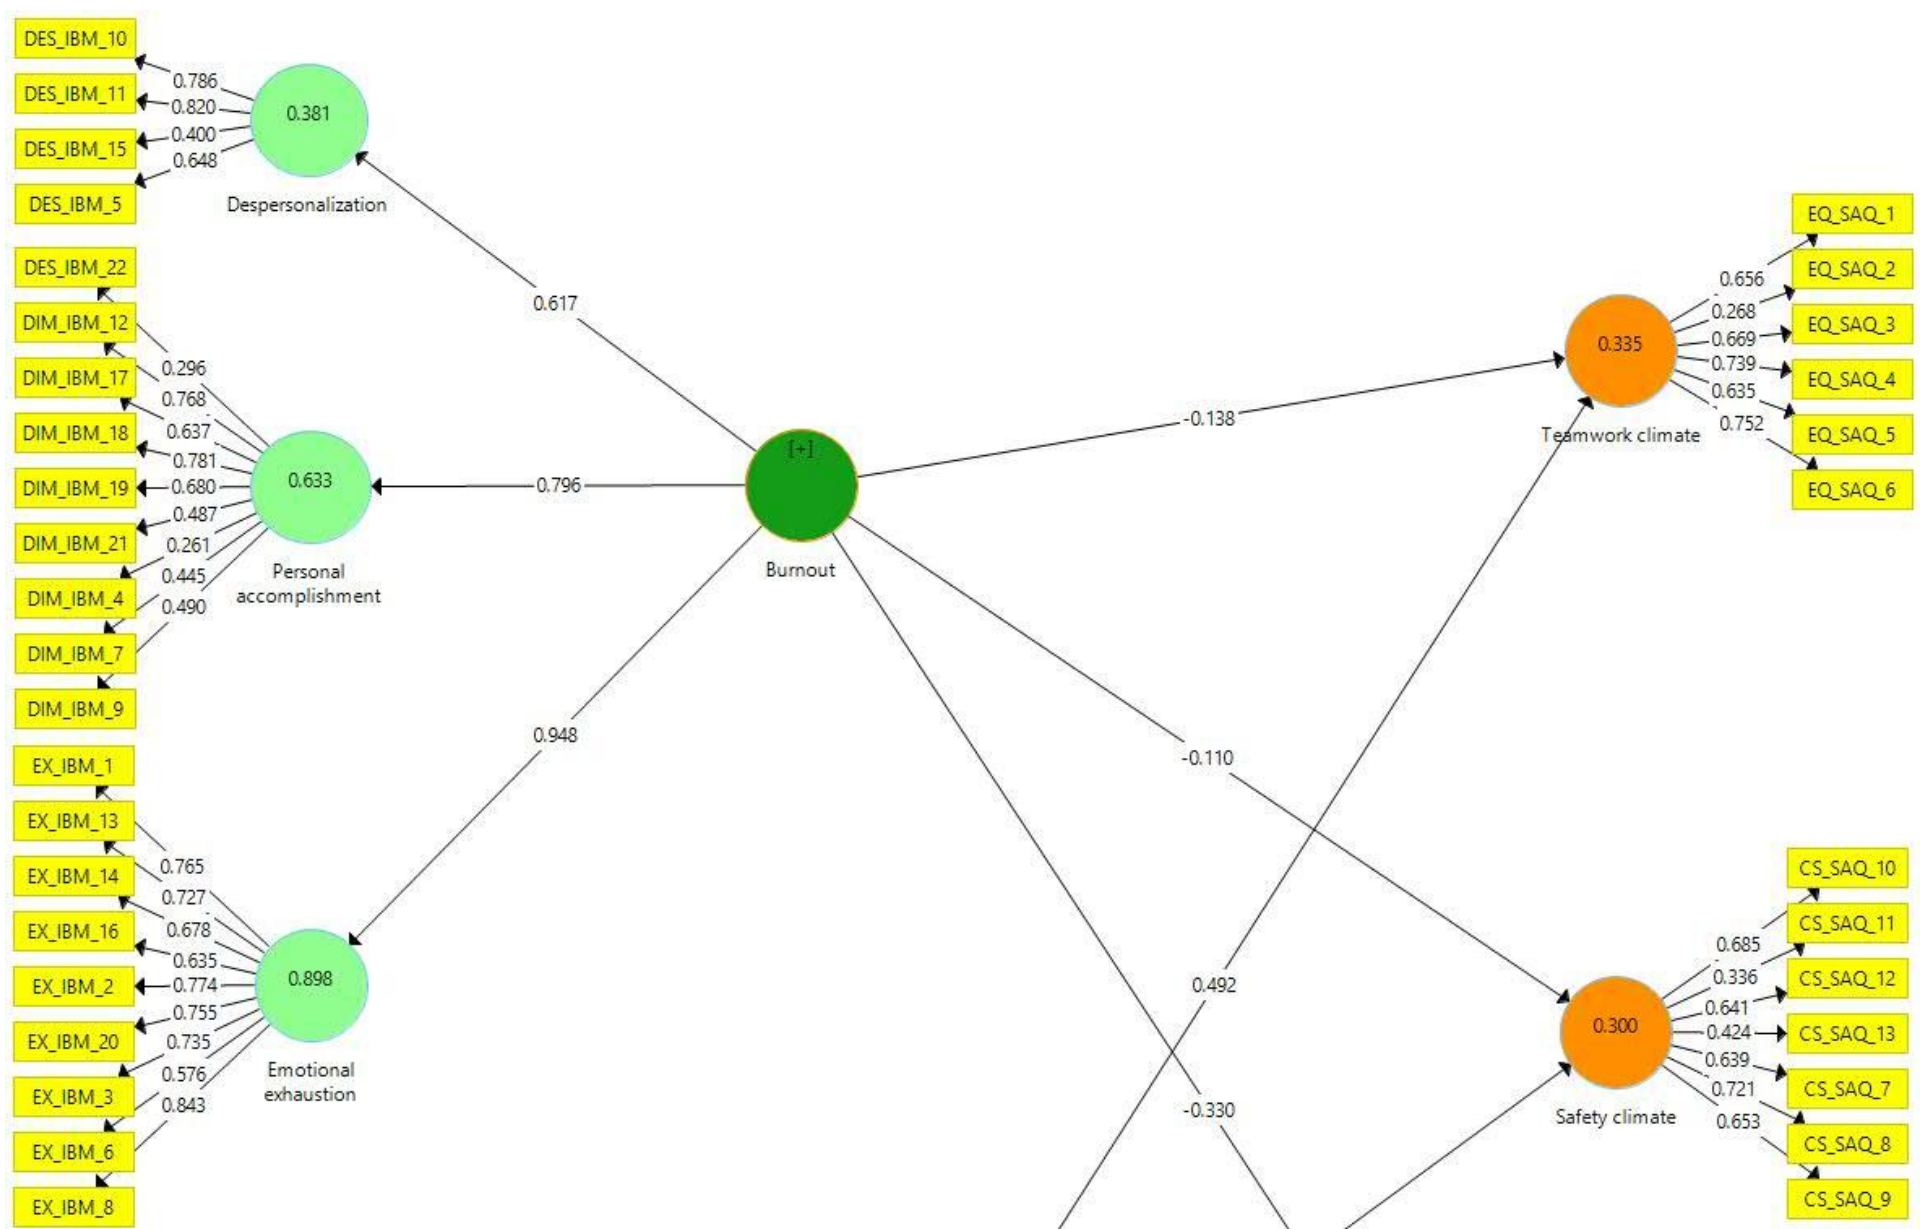 DES_IBM_10
DES_IBM_11
DES_IBM_15
DES_IBM_5
0.786
0.820
0.400
0.648
0.381
Despersonalization
DES_IBM_22
DIM_IBM_12
DIM_IBM_17
DIM_IBM_18
DIM_IBM_19
DIM_IBM_21
DIM_IBM_4
DIM_IBM_7
DIM_IBM_9
0.296
0.768
0.637
0.781
0.680
0.487
0.261
0.445
0.490
0.633
Personal
accomplishment
EX_IBM_1
EX_IBM_13
EX_IBM_14
EX_IBM_16
EX_IBM_2
EX_IBM_20
EX_IBM_3
EX_IBM_6
EX_IBM_8
0.765
0.727
0.678
0.635
0.774
0.755
0.735
0.576
0.843
0.898
Emotional
exhaustion
0.617
0.796
0.948
[+]
Burnout
-0.138
-0.110
0.492
-0.330
0.335
Teamwork climate
0.656
0.268
0.669
0.739
0.635
0.752
EQ_SAQ_1
EQ_SAQ_2
EQ_SAQ_3
EQ_SAQ_4
EQ_SAQ_5
EQ_SAQ_6
0.300
Safety climate
0.685
0.336
0.641
0.424
0.639
0.721
0.653
CS_SAQ_10
CS_SAQ_11
CS_SAQ_12
CS_SAQ_13
CS_SAQ_7
CS_SAQ_8
CS_SAQ_9